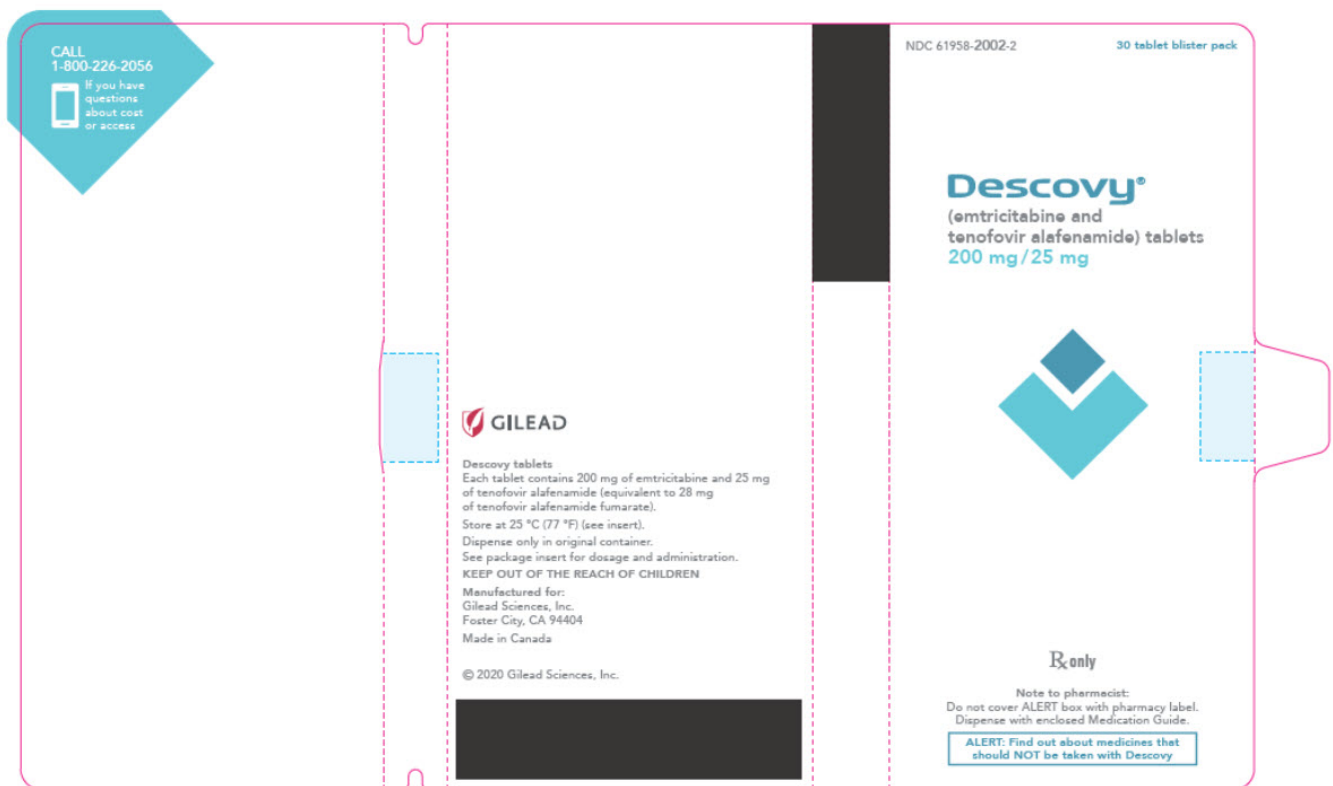 CALL
1-800-226-2056
If you have
questions
about cost
or access
GILEAD
Descovy tablets
Each tablet contains 200 mg of emtricitabine and 25 mg
of tenofovir alafenamide (equivalent to 28 mg
of tenofovir alafenamide fumarate).
Store at 25 °C (77 °F) (see insert).
Dispense only in original container.
See package insert for dosage and administration.
KEEP OUT OF THE REACH OF CHILDREN
Manufactured for:
Gilead Sciences, Inc.
Foster City, CA 94404
Made in Canada
© 2020 Gilead Sciences, Inc.
NDC 61958-2002-2
30 tablet blister pack
Descovy®
(emtricitabine and
tenofovir alafenamide) tablets
200 mg/25 mg
℞ only
Note to pharmacist:
Do not cover ALERT box with pharmacy label.
Dispense with enclosed Medication Guide.
ALERT: Find out about medicines that
should NOT be taken with Descovy